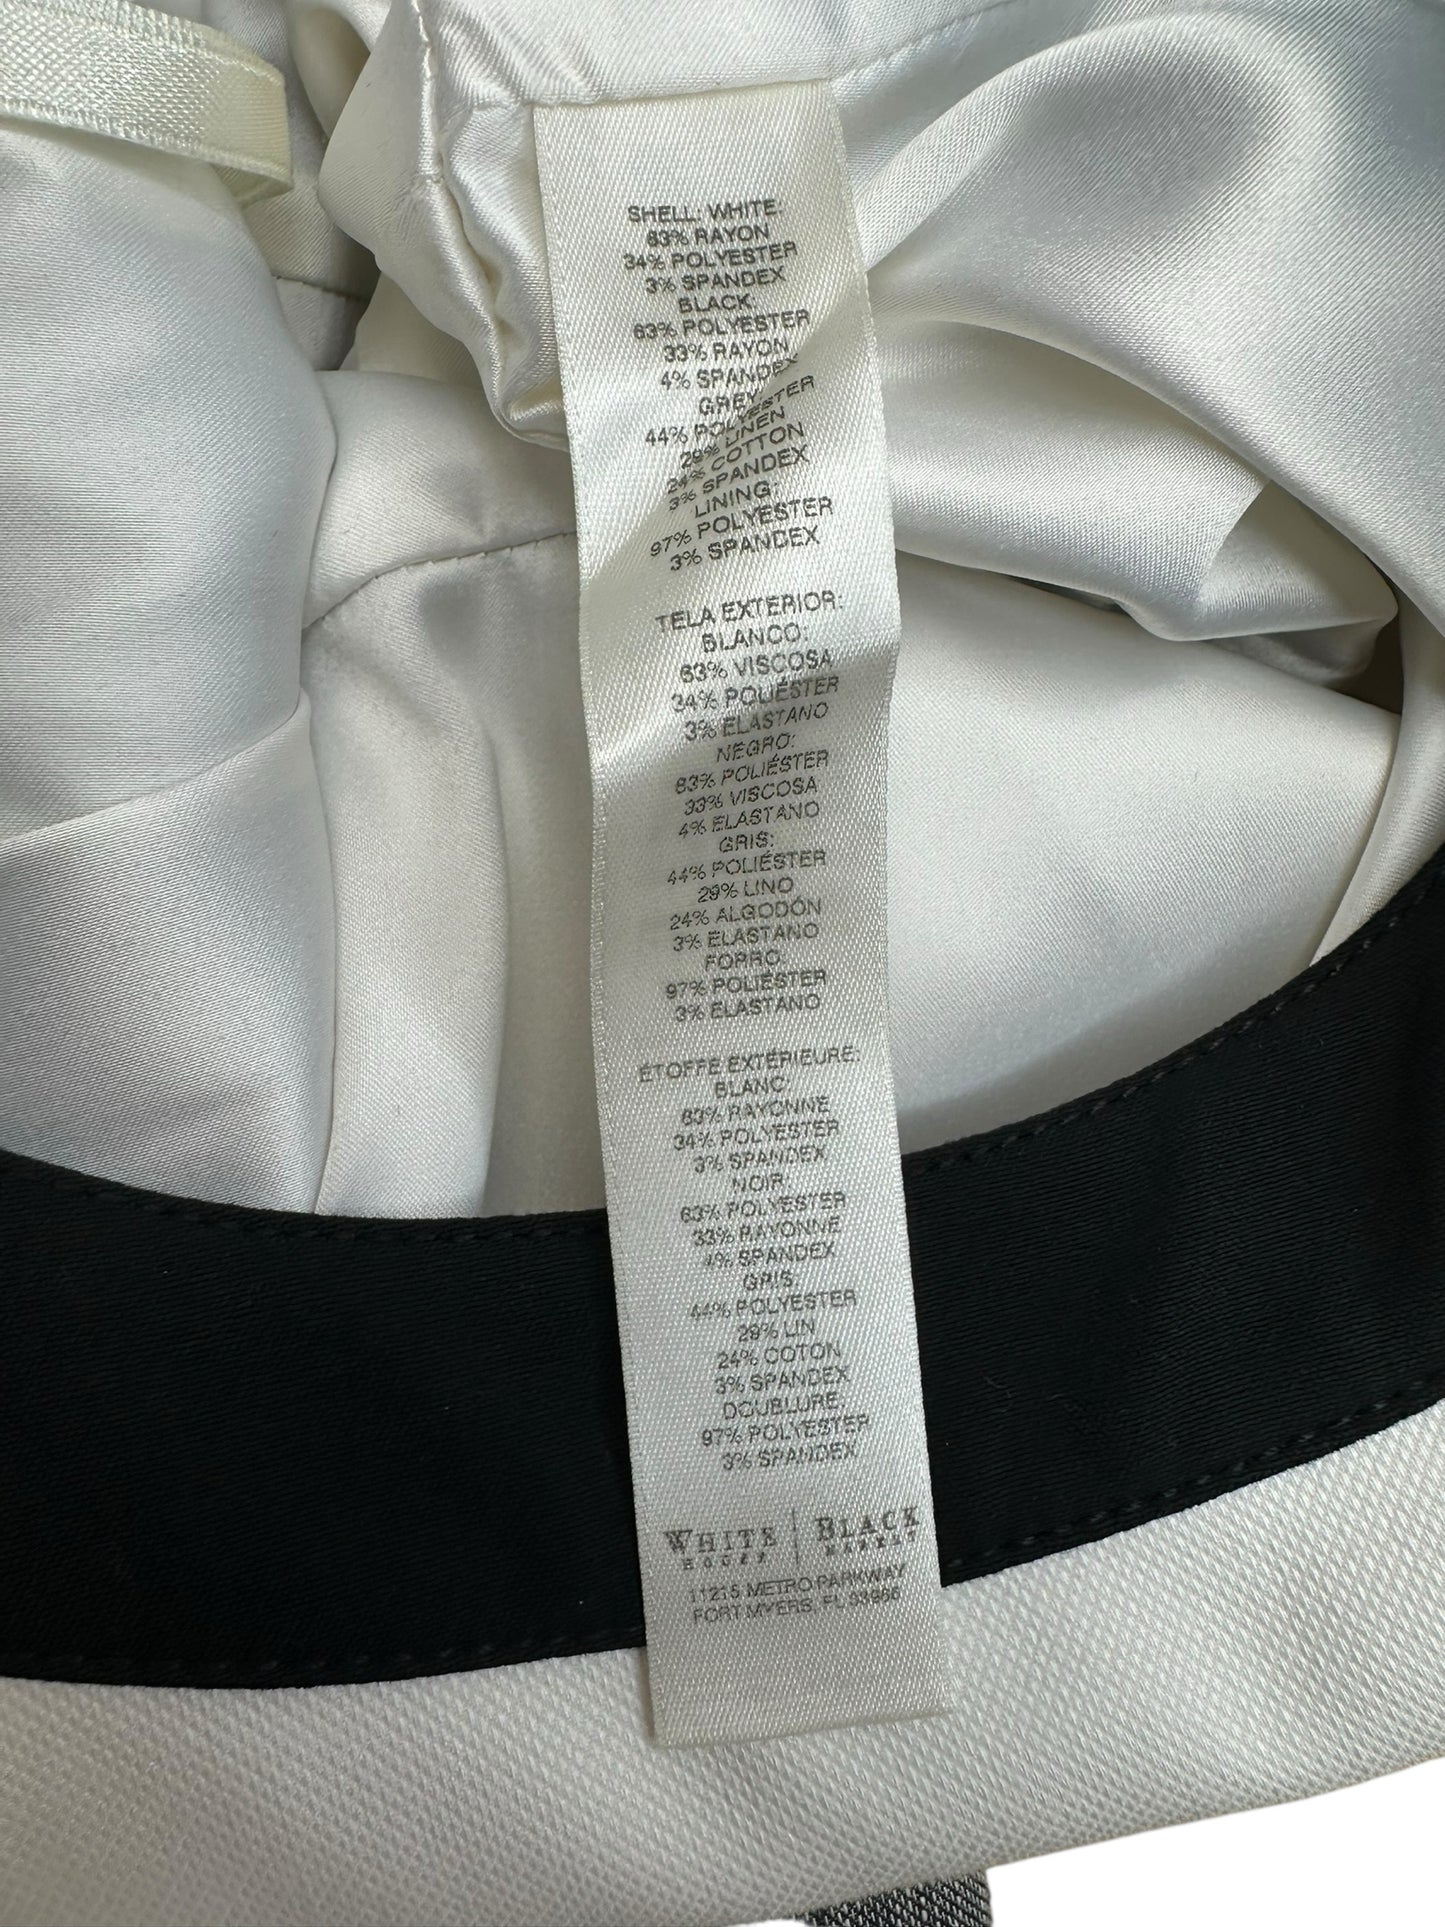 SHELL: WHITE:
63% RAYON
34% POLYESTER
3% SPANDEX
BLACK:
63% POLYESTER
33% RAYON
4% SPANDEX
GREY:
44% POLYESTER
29% LINEN
24% COTTON
3% SPANDEX
LINING:
97% POLYESTER
3% SPANDEX
TELA EXTERIOR:
BLANCO:
63% VISCOSA
34% POLIÉSTER
3% ELASTANO
NEGRO:
63% POLIÉSTER
33% VISCOSA
4% ELASTANO
GRIS:
44% POLIÉSTER
29% LINO
24% ALGODÓN
3% ELASTANO
FORRO:
97% POLIÉSTER
3% ELASTANO
ÉTOFFE EXTÉRIEURE:
BLANC:
63% RAYONNE
34% POLYESTER
3% SPANDEX
NOIR:
63% POLYESTER
33% RAYONNE
4% SPANDEX
GRIS:
44% POLYESTER
29% LIN
24% COTON
3% SPANDEX
DOUBLURE:
97% POLYESTER
3% SPANDEX
WHITE | BLACK
HOUSE | MARKET
11215 METRO PARKWAY
FORT MYERS, FL 33966